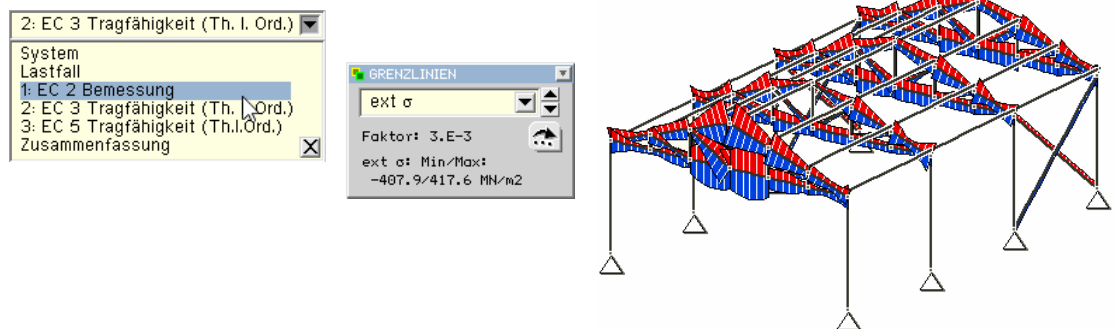 2: EC 3 Tragfähigkeit (Th. I. Ord.)
System
Lastfall
1: EC 2 Bemessung
2: EC 3 Tragfähigkeit (Th. I. Ord.)
3: EC 5 Tragfähigkeit (Th.I.Ord.)
Zusammenfassung
GRENZLINIEN
ext σ
Faktor: 3.E-3
ext σ: Min/Max:
-407.9/417.6 MN/m2